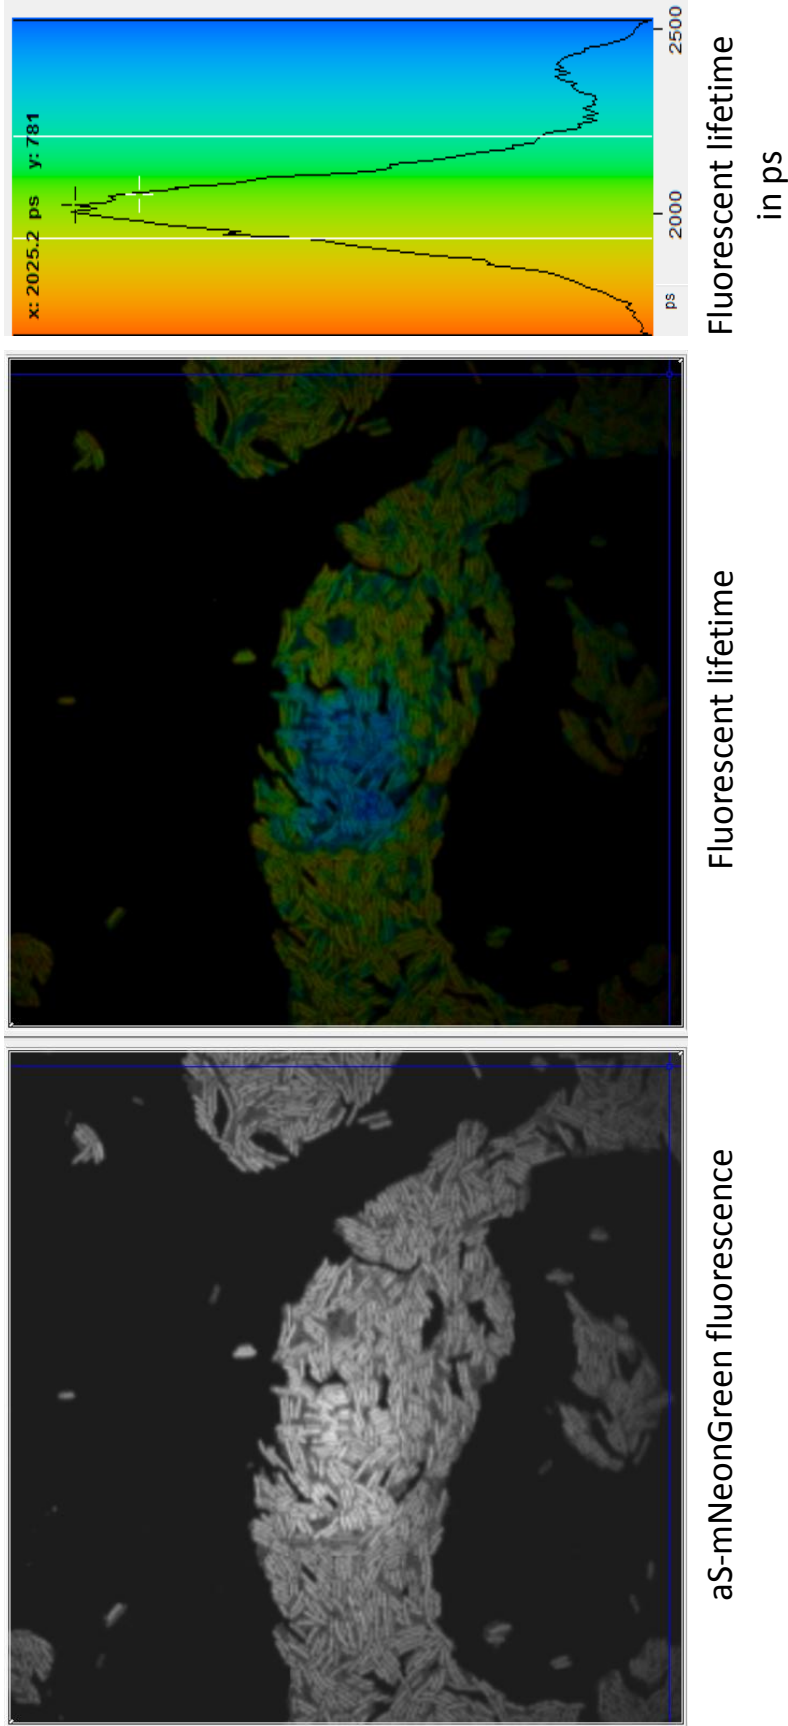 aS-mNeonGreen fluorescence
Fluorescent lifetime
x: 2025.2 ps y: 781
ps
2000
2500
Fluorescent lifetime
in ps